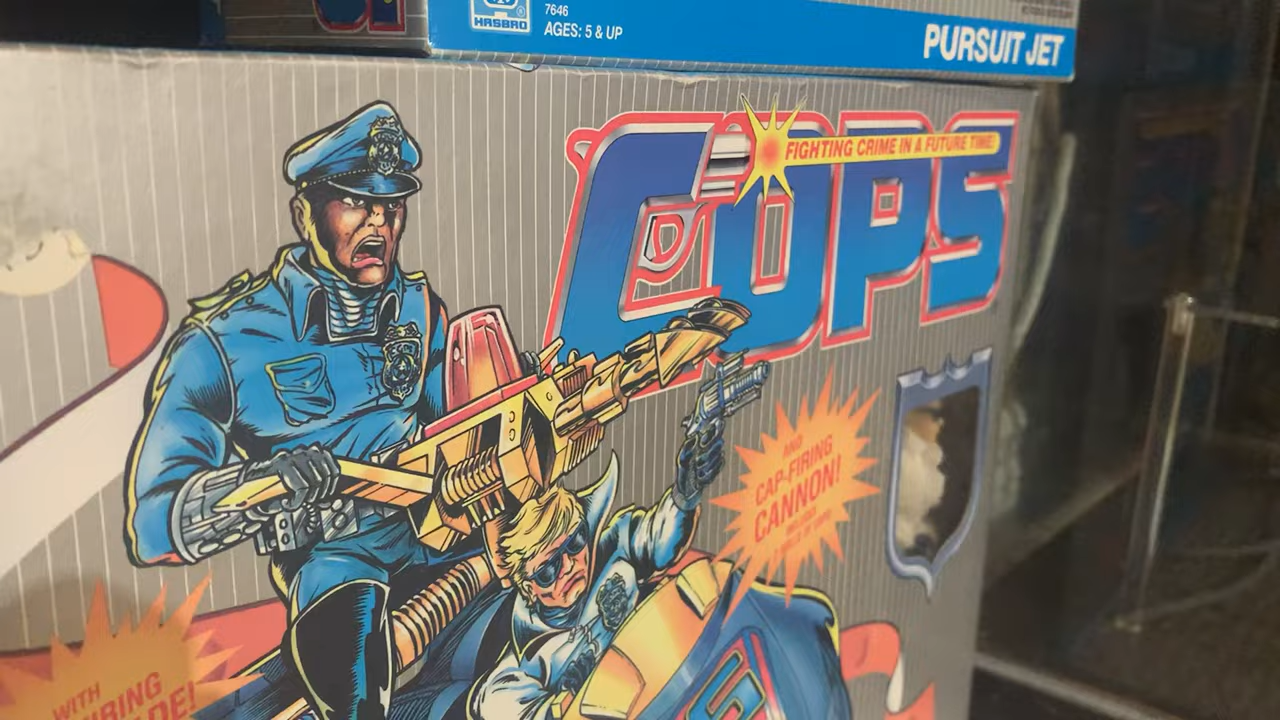 HASBRO
®
7646
AGES: 5 & UP
PURSUIT JET
COPS
FIGHTING CRIME IN A FUTURE TIME!
AND
CAP-FIRING
CANNON!
WITH